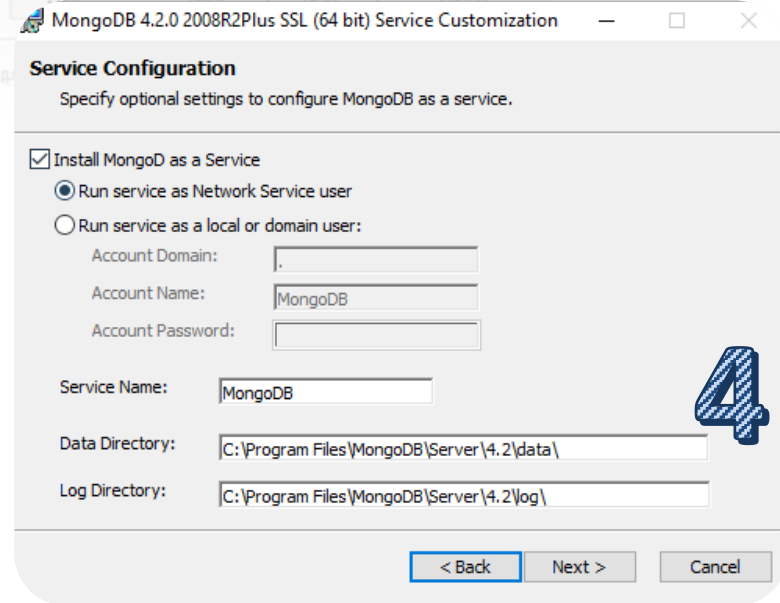 MongoDB 4.2.0 2008R2Plus SSL (64 bit) Service Customization
Service Configuration
Specify optional settings to configure MongoDB as a service.
Install MongoD as a Service
Run service as Network Service user
Run service as a local or domain user:
Account Domain: .
Account Name: MongoDB
Account Password:
Service Name: MongoDB
4
Data Directory: C:\Program Files\MongoDB\Server\4.2\data\
Log Directory: C:\Program Files\MongoDB\Server\4.2\log\
< Back Next > Cancel